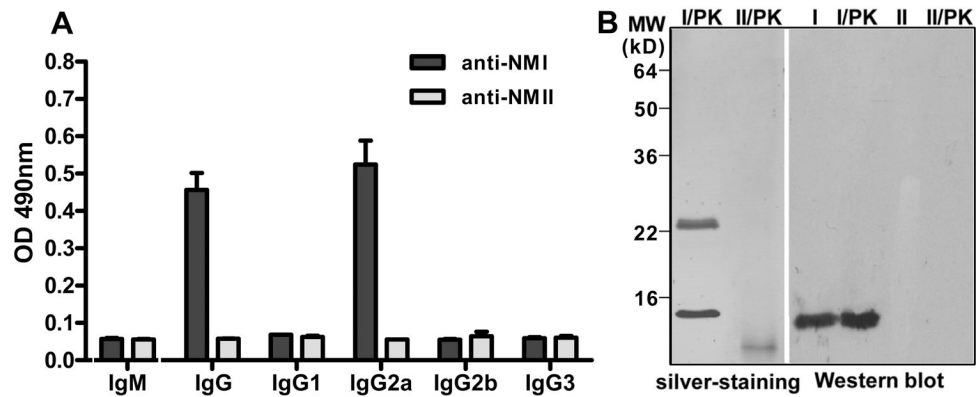 A
OD 490nm
0.8
0.7
0.6
0.5
0.4
0.3
0.2
0.1
0.0
anti-NMI
anti-NMII
IgM IgG IgG1 IgG2a IgG2b IgG3
B
MW
(kD)
I/PK II/PK I I/PK II II/PK
64
50
36
22
16
silver-staining Western blot